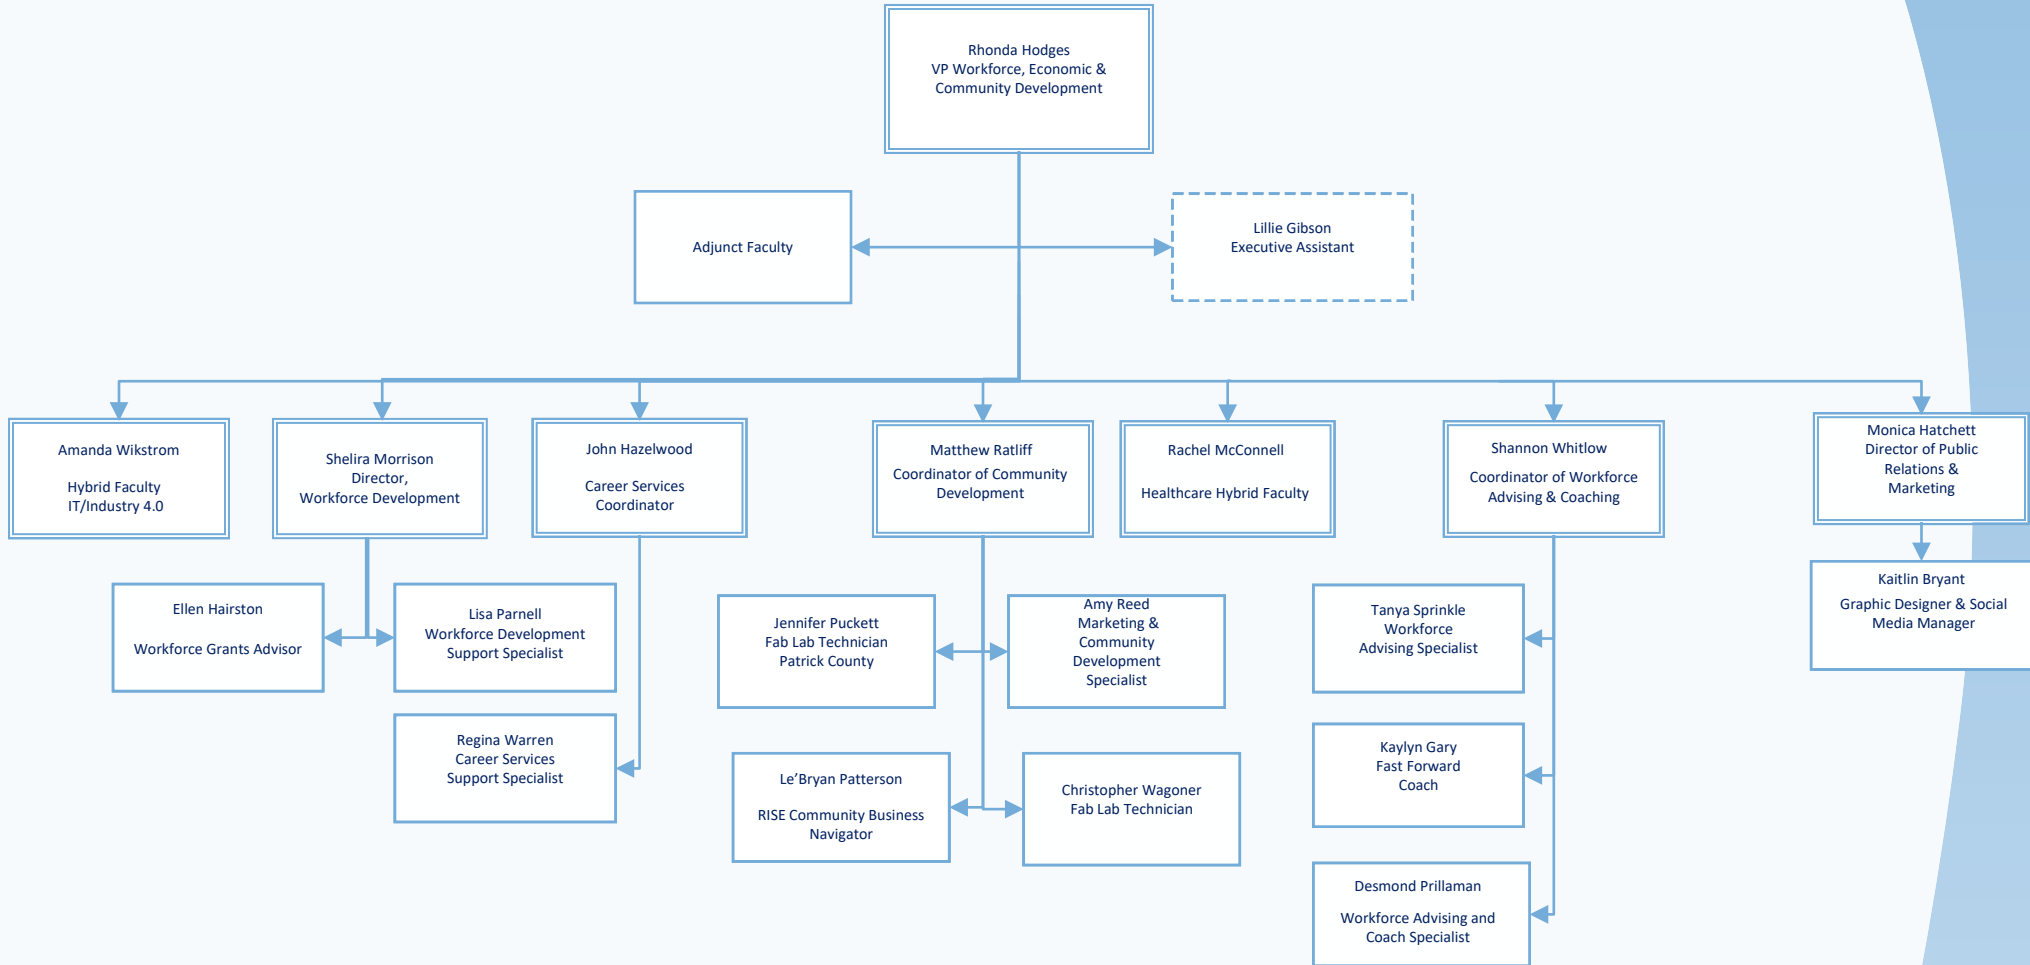 Rhonda Hodges
VP Workforce, Economic &
Community Development
Adjunct Faculty
Lillie Gibson
Executive Assistant
Amanda Wikstrom
Hybrid Faculty
IT/Industry 4.0
Shelira Morrison
Director,
Workforce Development
John Hazelwood
Career Services
Coordinator
Matthew Ratliff
Coordinator of Community
Development
Rachel McConnell
Healthcare Hybrid Faculty
Shannon Whitlow
Coordinator of Workforce
Advising & Coaching
Monica Hatchett
Director of Public
Relations &
Marketing
Ellen Hairston
Workforce Grants Advisor
Lisa Parnell
Workforce Development
Support Specialist
Regina Warren
Career Services
Support Specialist
Jennifer Puckett
Fab Lab Technician
Patrick County
Amy Reed
Marketing &
Community
Development
Specialist
Le’Bryan Patterson
RISE Community Business
Navigator
Christopher Wagoner
Fab Lab Technician
Tanya Sprinkle
Workforce
Advising Specialist
Kaylyn Gary
Fast Forward
Coach
Desmond Prillaman
Workforce Advising and
Coach Specialist
Kaitlin Bryant
Graphic Designer & Social
Media Manager